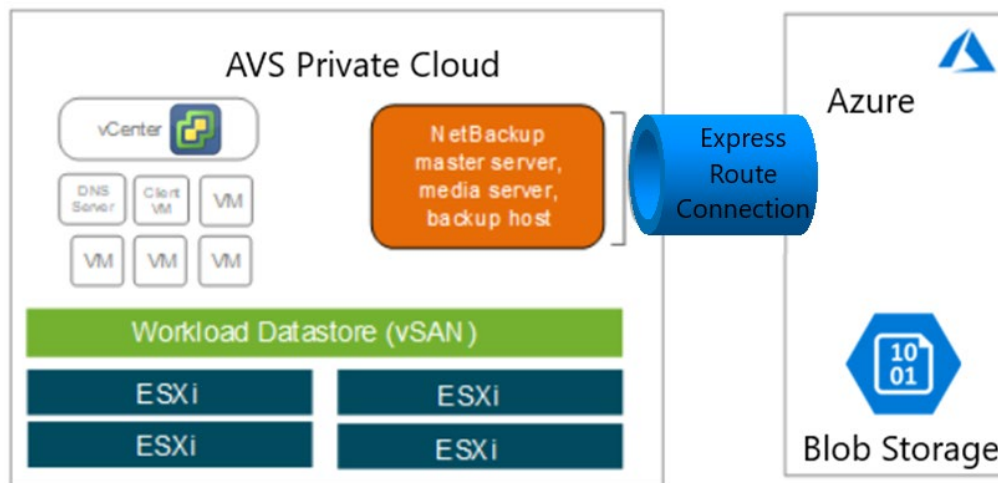 AVS Private Cloud
vCenter
DNS
Server
Client
VM
VM
VM
VM
VM
NetBackup
master server,
media server,
backup host
Express
Route
Connection
Azure
Workload Datastore (vSAN)
ESXi
ESXi
ESXi
ESXi
10
01
Blob Storage